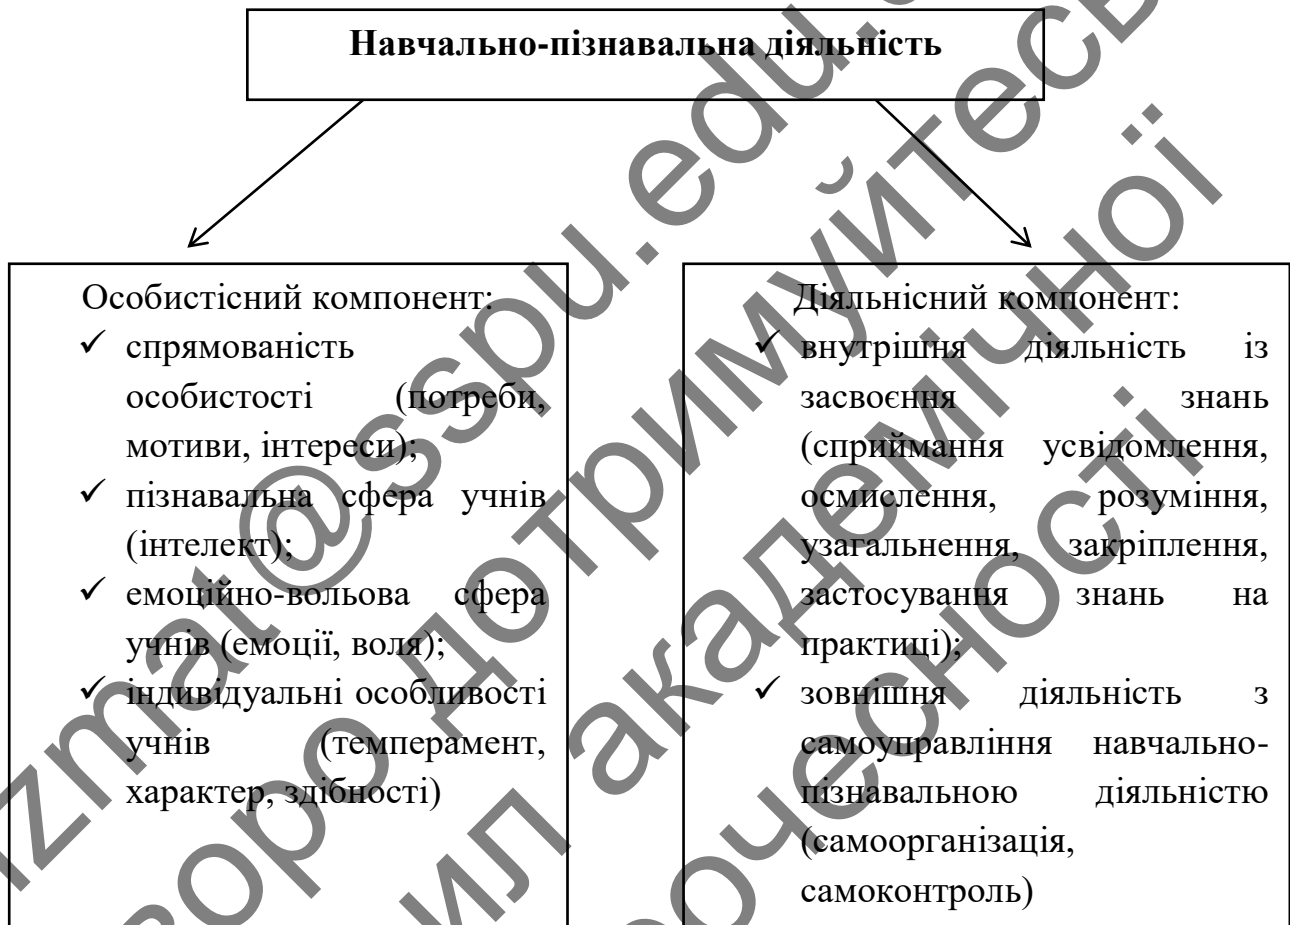 Навчально-пізнавальна діяльність
Особистісний компонент:
✓ спрямованість
особистості (потреби,
мотиви, інтереси);
✓ пізнавальна сфера учнів
(інтелект);
✓ емоційно-вольова сфера
учнів (емоції, воля);
✓ індивідуальні особливості
учнів (темперамент,
характер, здібності)
Діяльнісний компонент:
✓ внутрішня діяльність із
засвоєння знань
(сприймання усвідомлення,
осмислення, розуміння,
узагальнення, закріплення,
застосування знань на
практиці);
✓ зовнішня діяльність з
самоуправління навчально-
пізнавальною діяльністю
(самоорганізація,
самоконтроль)
академічної